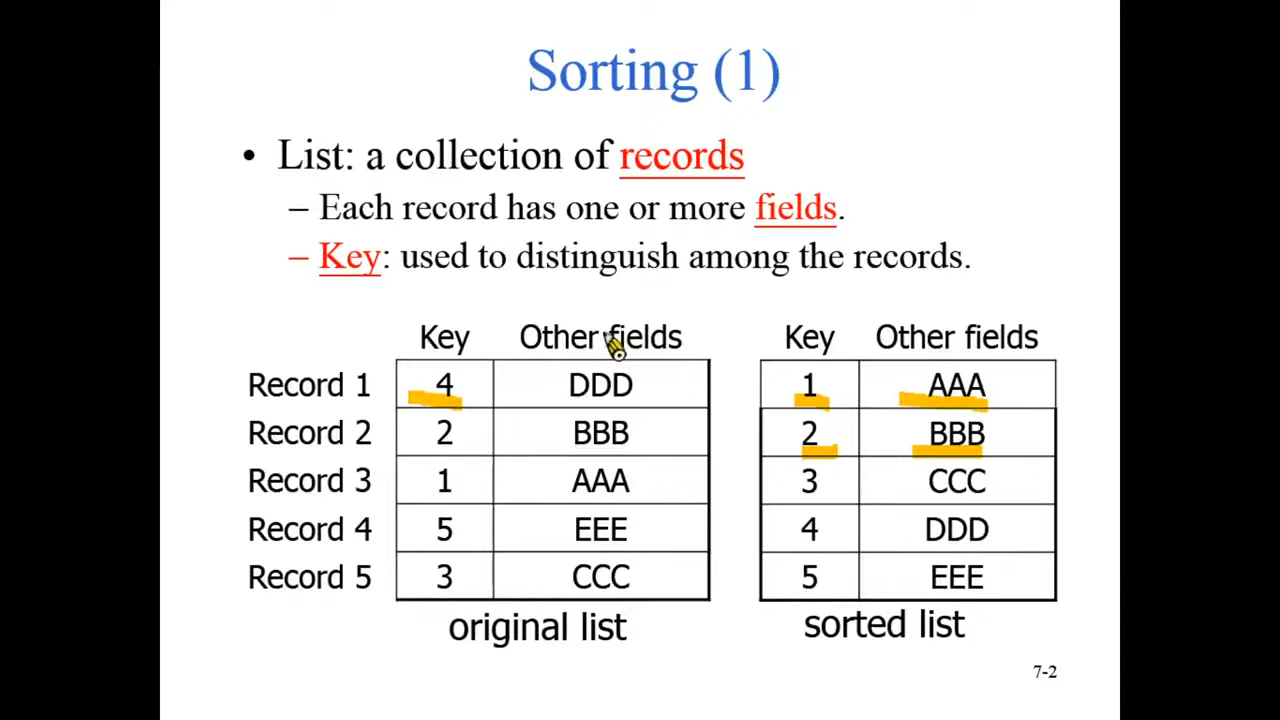 Sorting (1)
• List: a collection of records
– Each record has one or more fields.
– Key: used to distinguish among the records.
Key Other fields Key Other fields
Record 1 4 DDD 1 AAA
Record 2 2 BBB 2 BBB
Record 3 1 AAA 3 CCC
Record 4 5 EEE 4 DDD
Record 5 3 CCC 5 EEE
original list sorted list
7-2